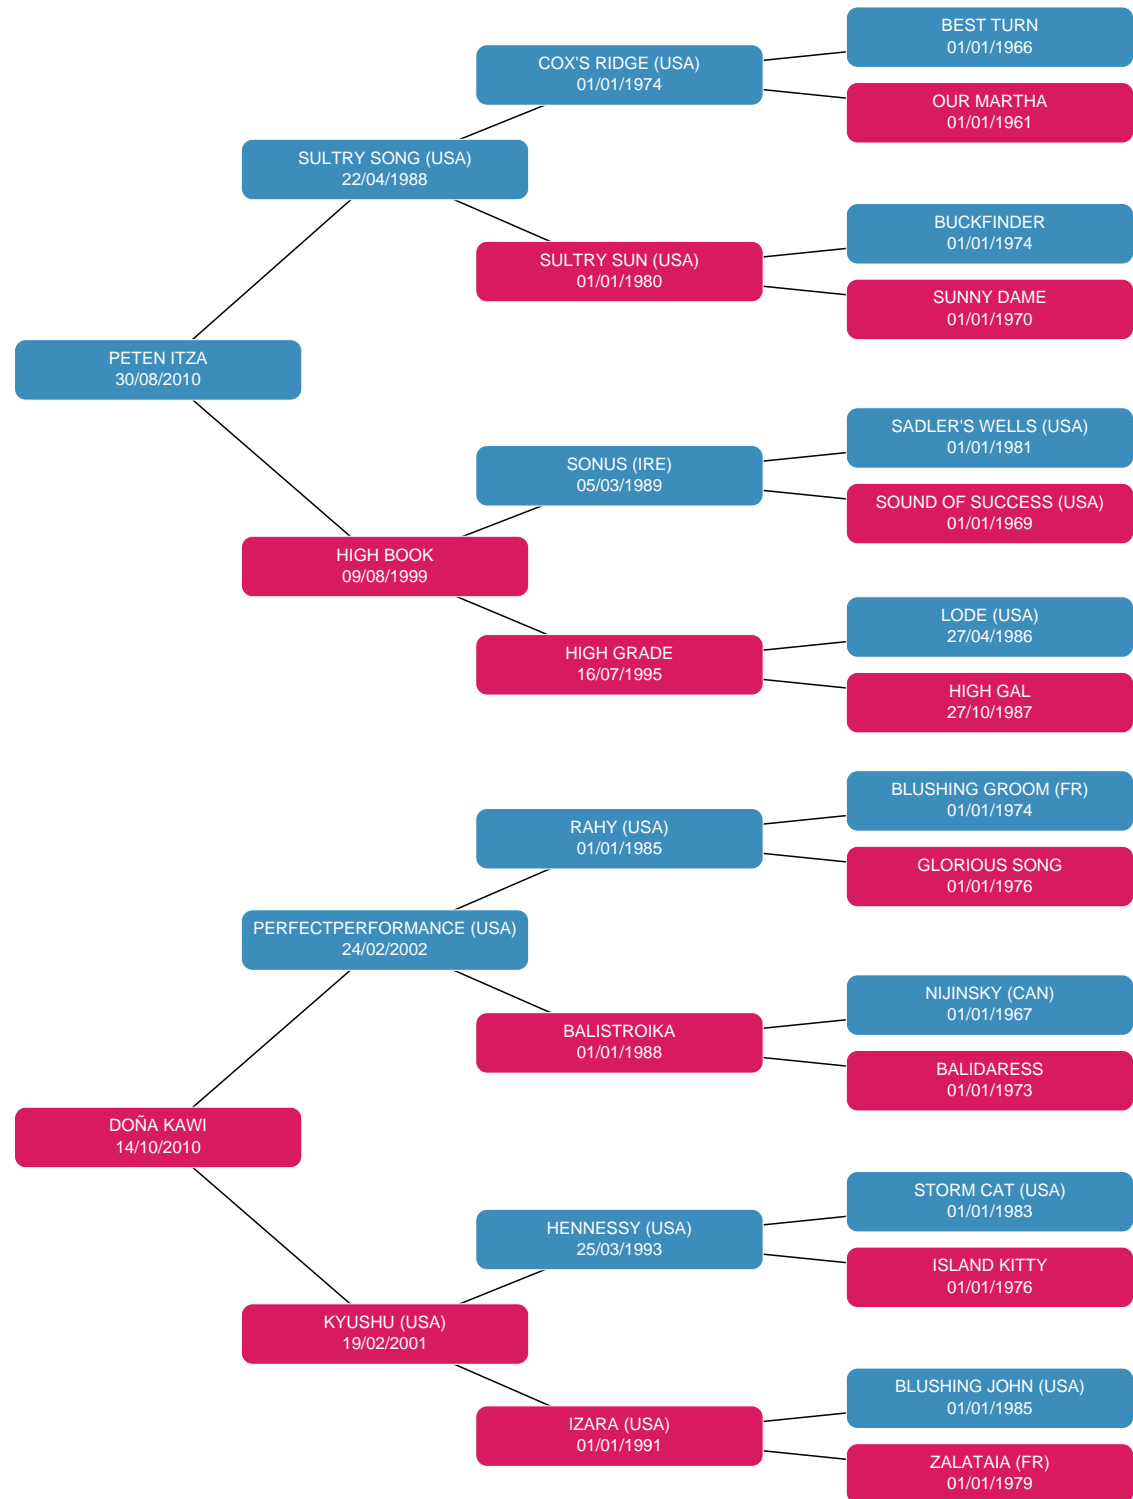 BEST TURN
01/01/1966
COX'S RIDGE (USA)
01/01/1974
OUR MARTHA
01/01/1961
SULTRY SONG (USA)
22/04/1988
BUCKFINDER
01/01/1974
SULTRY SUN (USA)
01/01/1980
SUNNY DAME
01/01/1970
PETEN ITZA
30/08/2010
SADLER'S WELLS (USA)
01/01/1981
SONUS (IRE)
05/03/1989
SOUND OF SUCCESS (USA)
01/01/1969
HIGH BOOK
09/08/1999
LODE (USA)
27/04/1986
HIGH GRADE
16/07/1995
HIGH GAL
27/10/1987
BLUSHING GROOM (FR)
01/01/1974
RAHY (USA)
01/01/1985
GLORIOUS SONG
01/01/1976
PERFECTPERFORMANCE (USA)
24/02/2002
NIJINSKY (CAN)
01/01/1967
BALISTROIKA
01/01/1988
BALIDARESS
01/01/1973
DOÑA KAWI
14/10/2010
STORM CAT (USA)
01/01/1983
HENNESSY (USA)
25/03/1993
ISLAND KITTY
01/01/1976
KYUSHU (USA)
19/02/2001
BLUSHING JOHN (USA)
01/01/1985
IZARA (USA)
01/01/1991
ZALATAIA (FR)
01/01/1979